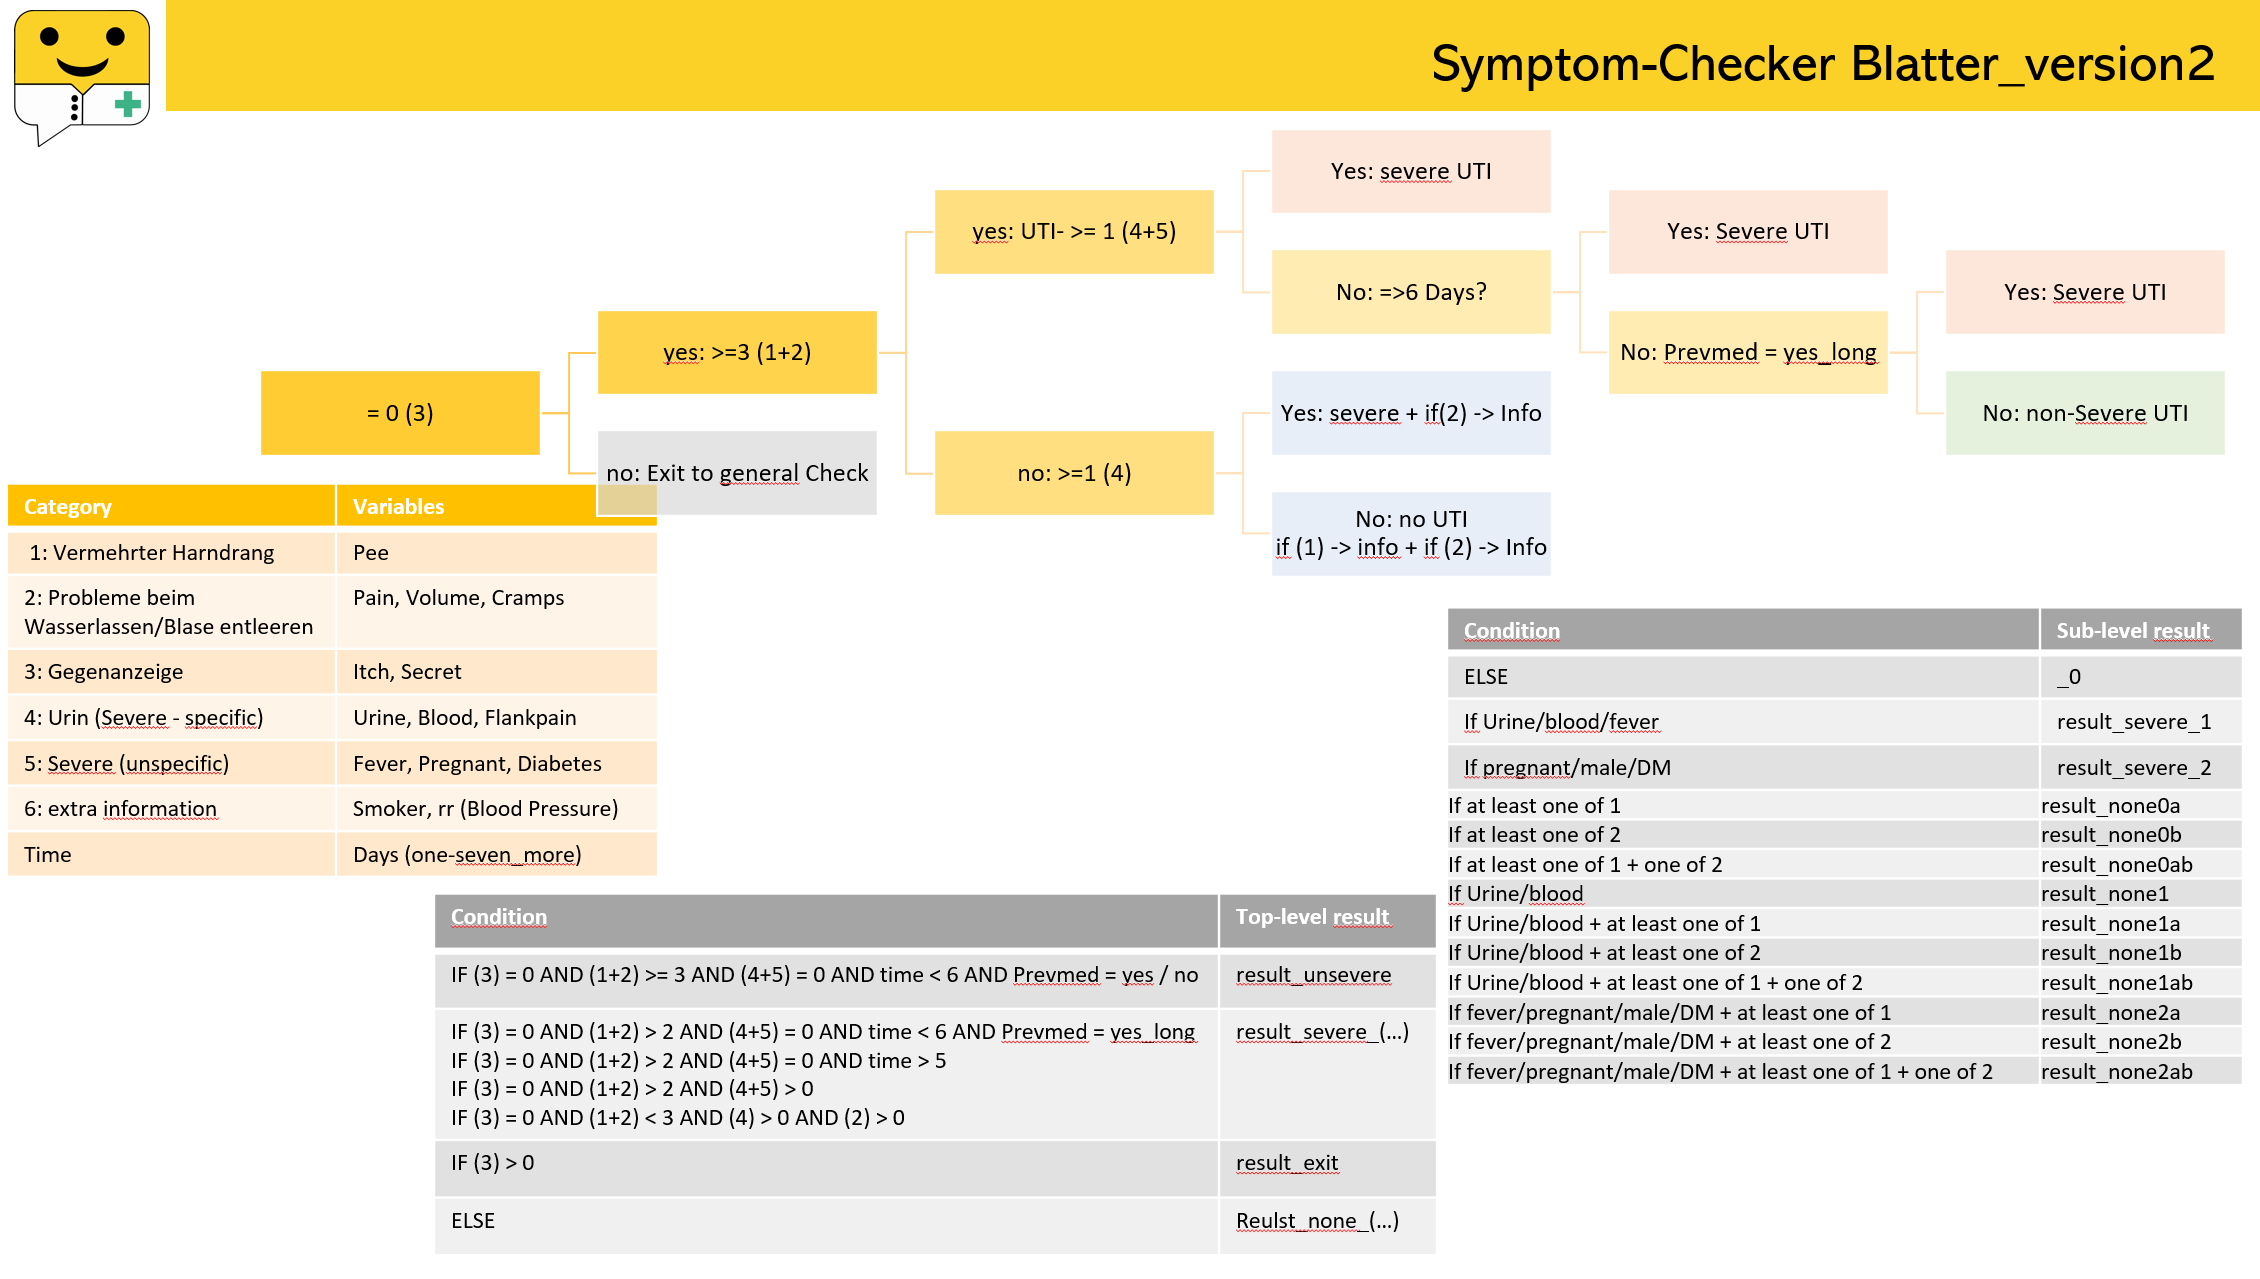 Symptom-Checker Blatter_version2
= 0 (3)
yes: >=3 (1+2)
no: Exit to general Check
yes: UTI- >= 1 (4+5)
no: >=1 (4)
Yes: severe UTI
No: =>6 Days?
Yes: severe + if(2) -> Info
No: no UTI
if (1) -> info + if (2) -> Info
Yes: Severe UTI
No: Prevmed = yes_long
Yes: Severe UTI
No: non-Severe UTI
Category Variables
1: Vermehrter Harndrang Pee
2: Probleme beim Pain, Volume, Cramps
Wasserlassen/Blase entleeren
3: Gegenanzeige Itch, Secret
4: Urin (Severe - specific) Urine, Blood, Flankpain
5: Severe (unspecific) Fever, Pregnant, Diabetes
6: extra information Smoker, rr (Blood Pressure)
Time Days (one-seven_more)
Condition Top-level result
IF (3) = 0 AND (1+2) >= 3 AND (4+5) = 0 AND time < 6 AND Prevmed = yes / no result_unsevere
IF (3) = 0 AND (1+2) > 2 AND (4+5) = 0 AND time < 6 AND Prevmed = yes_long result_severe_(...)
IF (3) = 0 AND (1+2) > 2 AND (4+5) = 0 AND time > 5
IF (3) = 0 AND (1+2) > 2 AND (4+5) > 0
IF (3) = 0 AND (1+2) < 3 AND (4) > 0 AND (2) > 0
IF (3) > 0 result_exit
ELSE Reulst_none_(...)
Condition Sub-level result
ELSE _0
If Urine/blood/fever result_severe_1
If pregnant/male/DM result_severe_2
If at least one of 1 result_none0a
If at least one of 2 result_none0b
If at least one of 1 + one of 2 result_none0ab
If Urine/blood result_none1
If Urine/blood + at least one of 1 result_none1a
If Urine/blood + at least one of 2 result_none1b
If Urine/blood + at least one of 1 + one of 2 result_none1ab
If fever/pregnant/male/DM + at least one of 1 result_none2a
If fever/pregnant/male/DM + at least one of 2 result_none2b
If fever/pregnant/male/DM + at least one of 1 + one of 2 result_none2ab